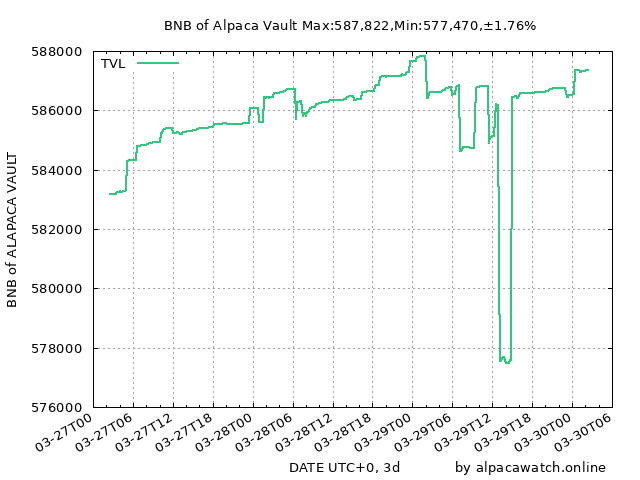 BNB of Alpaca Vault Max:587,822,Min:577,470,±1.76%
TVL
588000
586000
584000
582000
580000
578000
576000
BNB of ALAPACA VAULT
03-27T00
03-27T06
03-27T12
03-27T18
03-28T00
03-28T06
03-28T12
03-28T18
03-29T00
03-29T06
03-29T12
03-29T18
03-30T00
03-30T06
DATE UTC+0, 3d
by alpacawatch.online